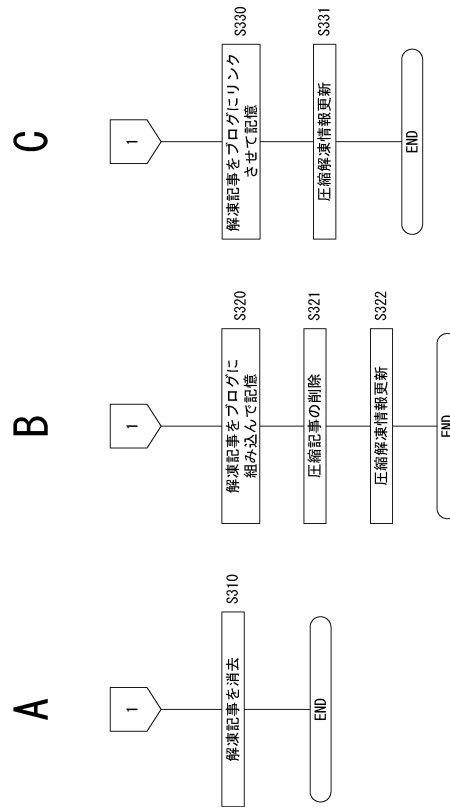 A
1
解凍記事を消去
S310
END
B
1
解凍記事をブログに
組み込んで記憶
S320
圧縮記事の削除
S321
圧縮解凍情報更新
S322
END
C
1
解凍記事をブログにリンク
させて記憶
S330
圧縮解凍情報更新
S331
END